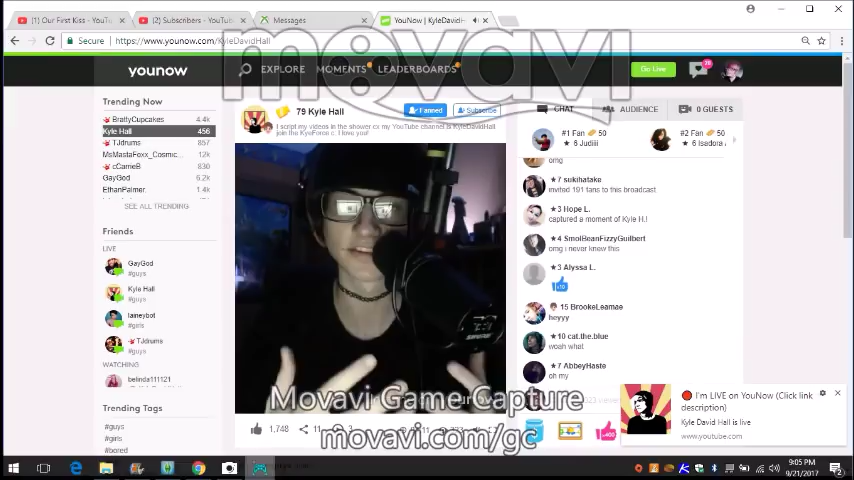 (1) Our First Kiss - YouTu
(2) Subscribers - YouTub
Messages
YouNow | KyleDavidHall
Secure
https://www.younow.com/KyleDavidHall
movavi
younow
EXPLORE
MOMENTS
LEADERBOARDS
Go Live
Trending Now
BrattyCupcakes 4.4k
Kyle Hall 456
TJdrums 857
MsMastaFoxx_Cosmic... 12k
cCarrieB 830
GayGod 6.2k
EthanPalmer 1.4k
SEE ALL TRENDING
Friends
LIVE
GayGod
#guys
Kyle Hall
#guys
laineybot
#girls
TJdrums
#guys
WATCHING
belinda111121
Trending Tags
#guys
#girls
#bored
79 Kyle Hall
Fanned
Subscribe
I script my videos in the shower ex my YouTube channel is KyleDavidHall
join the KyleForce c: I love you!
SHURE
1,748
11
CHAT
AUDIENCE
0 GUESTS
#1 Fan 50
★ 6 Judiiii
#2 Fan 50
★ 6 Isadora
omg
★7 sukihatake
invited 191 fans to this broadcast.
★3 Hope L.
captured a moment of Kyle H.!
★4 SmolBeanFizzyGuilbert
omg i never knew this
★3 Alyssa L.
x10
15 BrookeLeamae
heyyy
★10 cat.the.blue
woah what
★7 AbbeyHaste
oh my
I'm LIVE on YouNow (Click link
description)
Kyle David Hall is live
www.youtube.com
Movavi Game Capture
movavi.com/gc
9:05 PM
9/21/2017